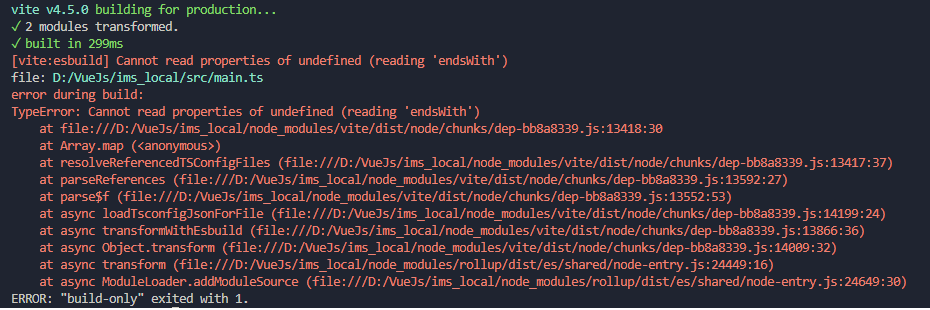 vite v4.5.0 building for production...
✓ 2 modules transformed.
✓ built in 299ms
[vite:esbuild] Cannot read properties of undefined (reading 'endsWith')
file: D:/VueJs/ims_local/src/main.ts
error during build:
TypeError: Cannot read properties of undefined (reading 'endsWith')
    at file:///D:/VueJs/ims_local/node_modules/vite/dist/node/chunks/dep-bb8a8339.js:13418:30
    at Array.map (<anonymous>)
    at resolveReferencedTSConfigFiles (file:///D:/VueJs/ims_local/node_modules/vite/dist/node/chunks/dep-bb8a8339.js:13417:37)
    at parseReferences (file:///D:/VueJs/ims_local/node_modules/vite/dist/node/chunks/dep-bb8a8339.js:13592:27)
    at parse$f (file:///D:/VueJs/ims_local/node_modules/vite/dist/node/chunks/dep-bb8a8339.js:13552:53)
    at async loadTsconfigJsonForFile (file:///D:/VueJs/ims_local/node_modules/vite/dist/node/chunks/dep-bb8a8339.js:14199:24)
    at async transformWithEsbuild (file:///D:/VueJs/ims_local/node_modules/vite/dist/node/chunks/dep-bb8a8339.js:13866:36)
    at async Object.transform (file:///D:/VueJs/ims_local/node_modules/vite/dist/node/chunks/dep-bb8a8339.js:14009:32)
    at async transform (file:///D:/VueJs/ims_local/node_modules/rollup/dist/es/shared/node-entry.js:24449:16)
    at async ModuleLoader.addModuleSource (file:///D:/VueJs/ims_local/node_modules/rollup/dist/es/shared/node-entry.js:24649:30)
ERROR: "build-only" exited with 1.